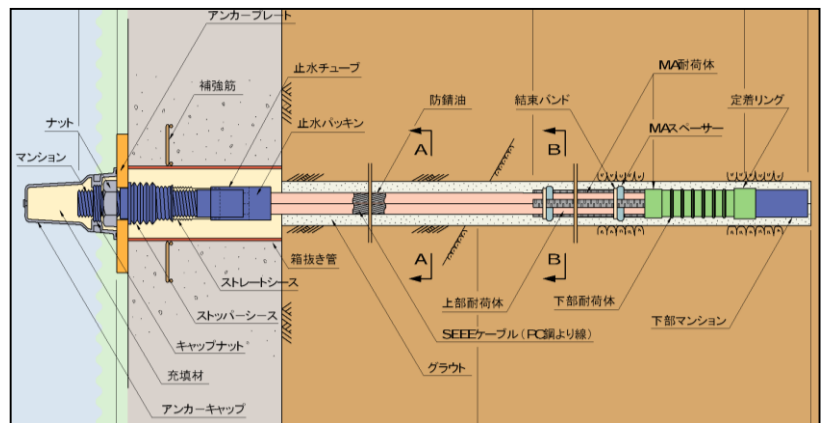 アンカープレート
止水チューブ
補強筋
MA耐荷体
防錆油
結束バンド
定着リング
ナット
止水パッキン
MAスペーサー
マンション
A
B
A
B
箱抜き管
ストレートシース
上部耐荷体
下部耐荷体
ストッパーシース
下部マンション
SEEEケーブル(PC鋼より線)
キャップナット
グラウト
充填材
アンカーキャップ